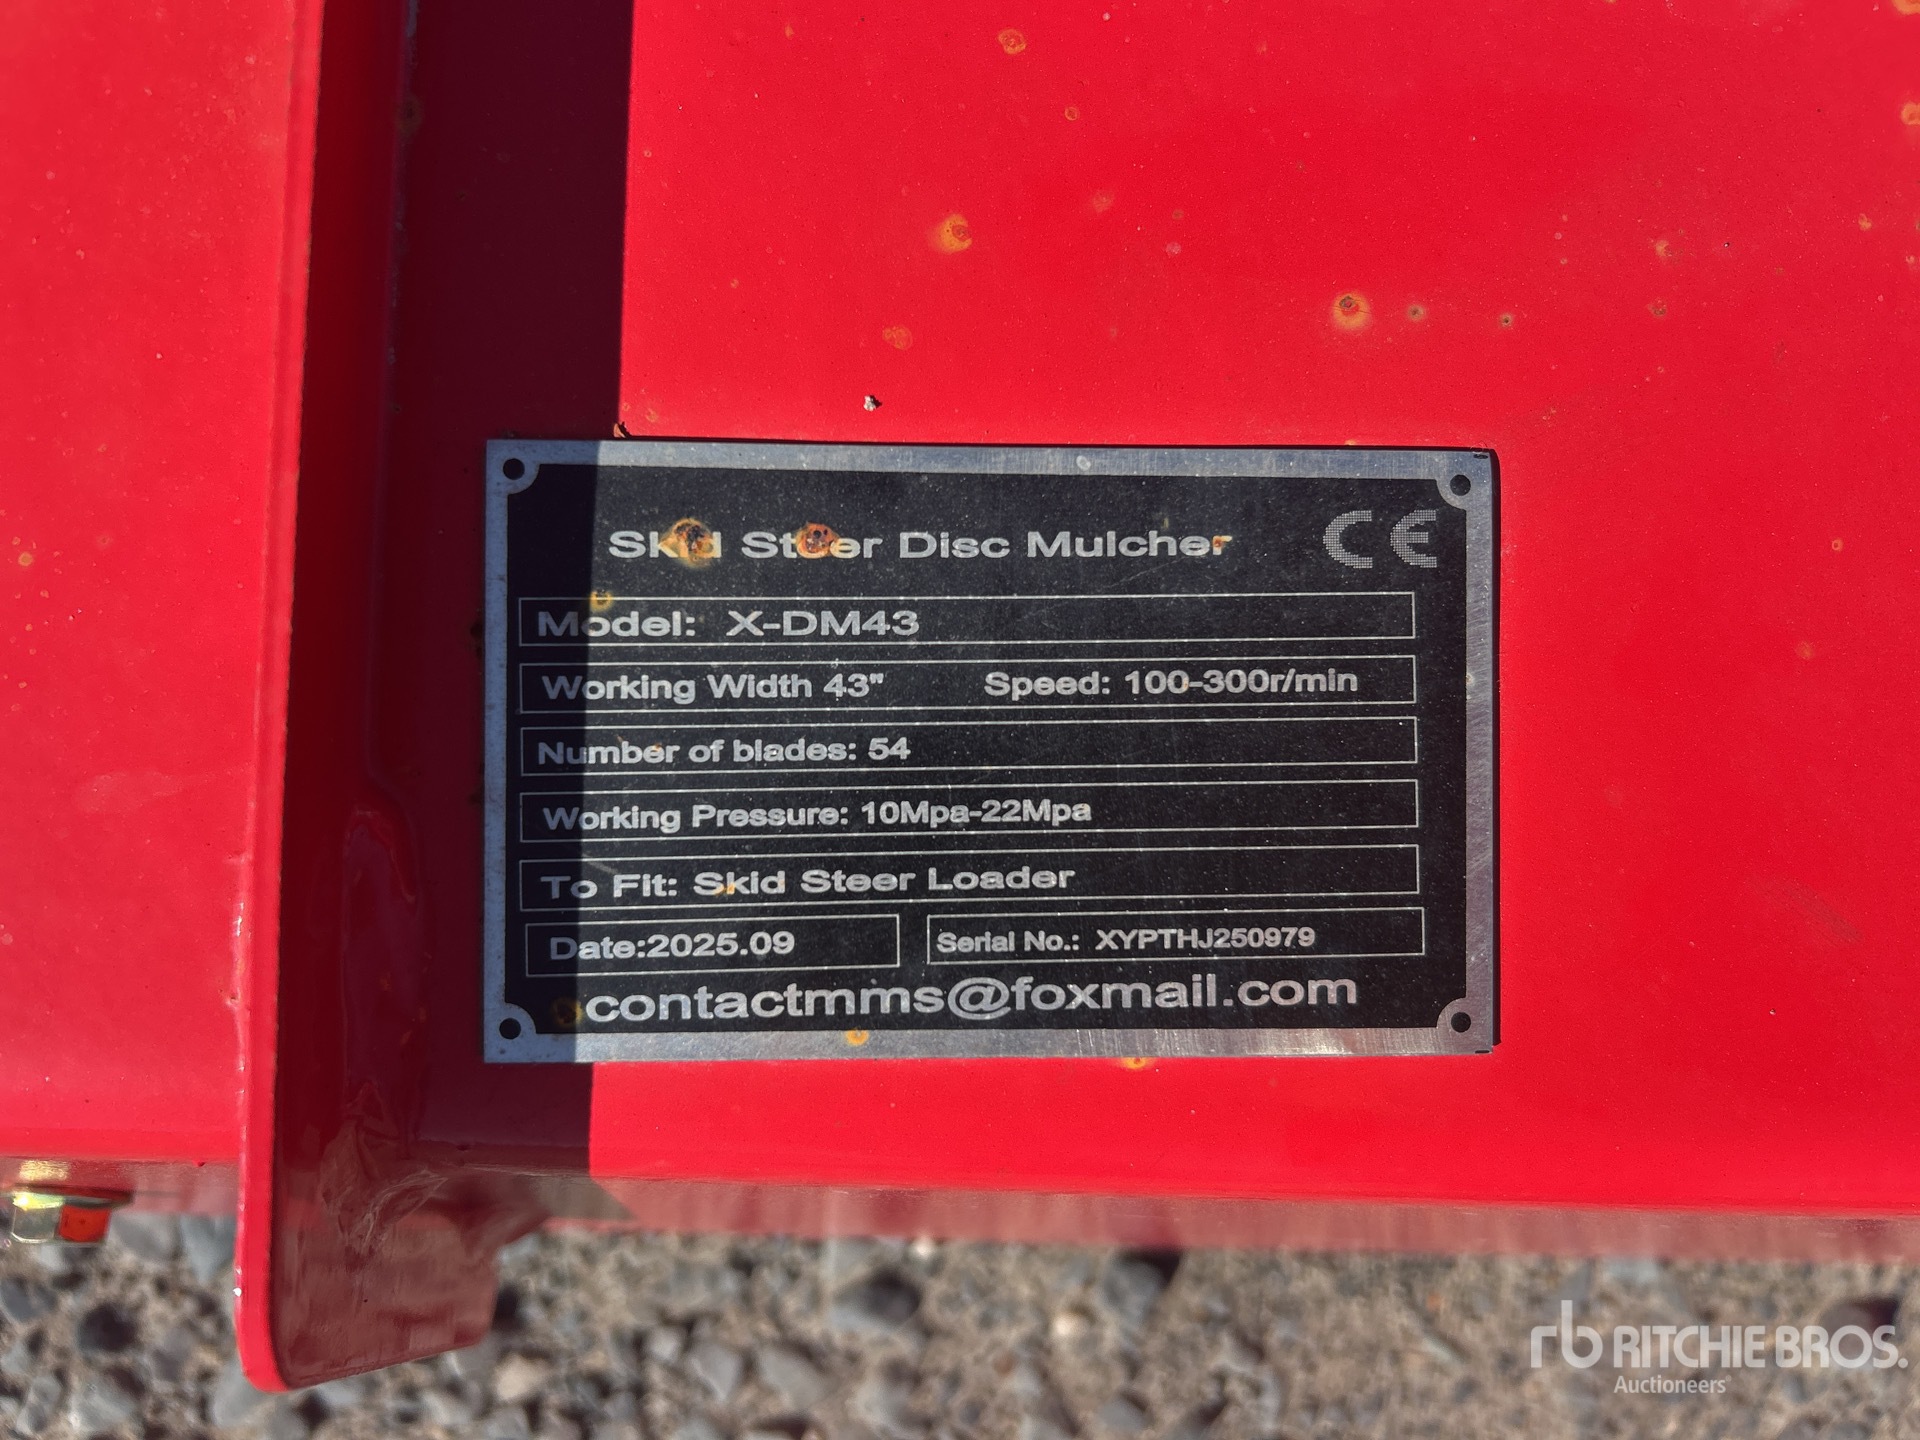 Skid Steer Disc Mulcher CE
Model: X-DM43
Working Width 43" Speed: 100-300r/min
Number of blades: 54
Working Pressure: 10Mpa-22Mpa
To Fit: Skid Steer Loader
Date:2025.09 Serial No.: XYPTHJ250979
contactmms@foxmail.com
rb RITCHIE BROS.
Auctioneers